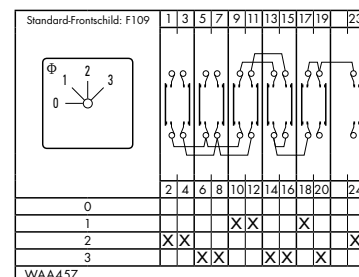 Standard-Frontschild: F109 1 3 5 7 9 11 13 15 17 19 23
Φ
0 1 2 3
2 4 6 8 10 12 14 16 18 20 24
0
1 X X X
2 X X X
3 X X X X X
WAA457